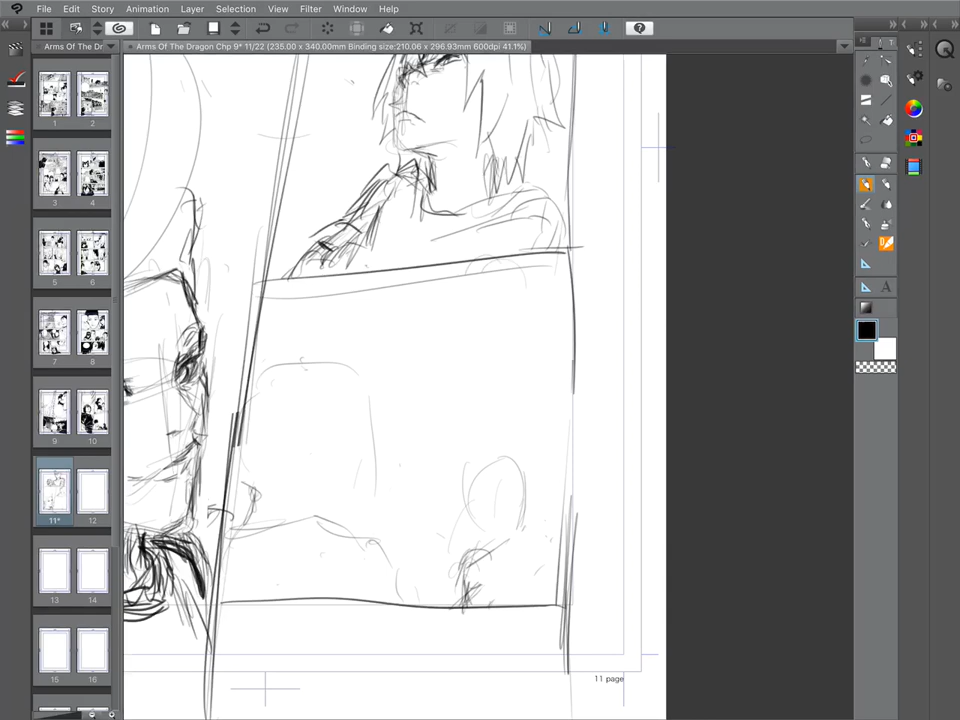 File Edit Story Animation Layer Selection View Filter Window Help
Arms Of The Dr
Arms Of The Dragon Chp 9* 11/22 (235.00 x 340.00mm Binding size:210.06 x 296.93mm 600dpi 41.1%)
1 2
3 4
5 6
7 8
9 10
11* 12
13 14
15 16
11 page
T
A